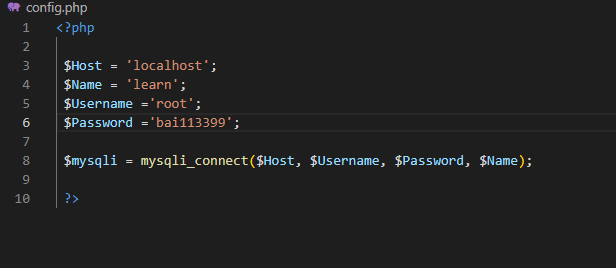 config.php
1 <?php
2
3 $Host = 'localhost';
4 $Name = 'learn';
5 $Username ='root';
6 $Password ='bai113399';
7
8 $mysqli = mysqli_connect($Host, $Username, $Password, $Name);
9
10 ?>